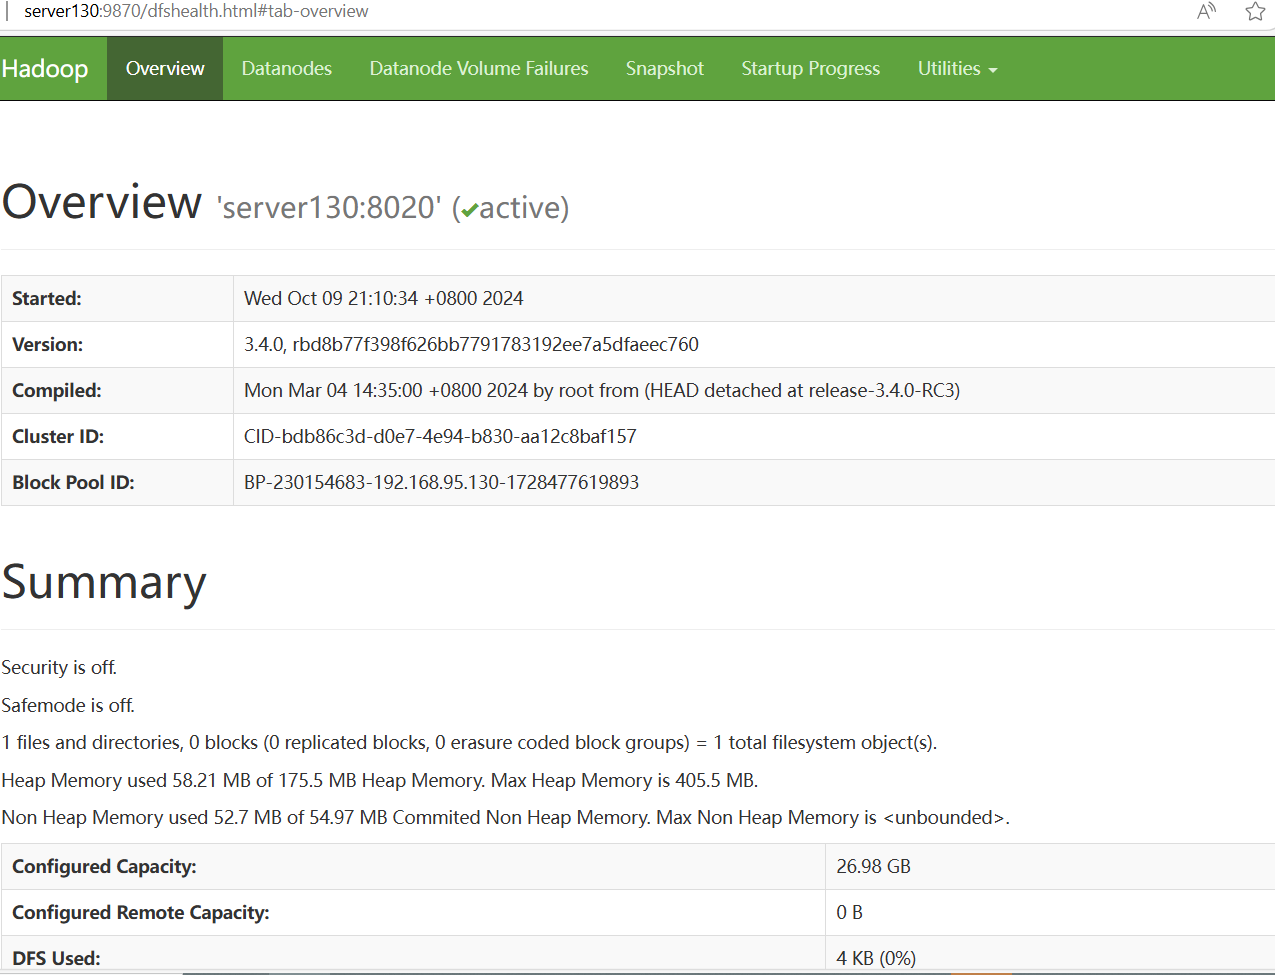 server130:9870/dfshealth.html#tab-overview
Hadoop Overview Datanodes Datanode Volume Failures Snapshot Startup Progress Utilities
Overview 'server130:8020' (✔active)
Started: Wed Oct 09 21:10:34 +0800 2024
Version: 3.4.0, rbd8b77f398f626bb7791783192ee7a5dfaeec760
Compiled: Mon Mar 04 14:35:00 +0800 2024 by root from (HEAD detached at release-3.4.0-RC3)
Cluster ID: CID-bdb86c3d-d0e7-4e94-b830-aa12c8baf157
Block Pool ID: BP-230154683-192.168.95.130-1728477619893
Summary
Security is off.
Safemode is off.
1 files and directories, 0 blocks (0 replicated blocks, 0 erasure coded block groups) = 1 total filesystem object(s).
Heap Memory used 58.21 MB of 175.5 MB Heap Memory. Max Heap Memory is 405.5 MB.
Non Heap Memory used 52.7 MB of 54.97 MB Commited Non Heap Memory. Max Non Heap Memory is <unbounded>.
Configured Capacity: 26.98 GB
Configured Remote Capacity: 0 B
DFS Used: 4 KB (0%)